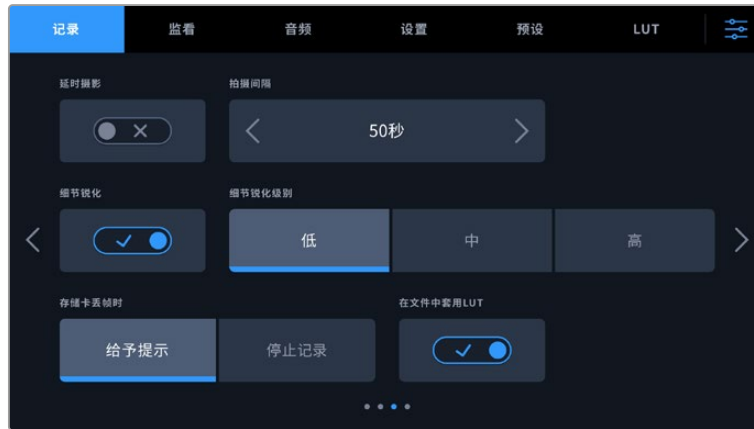 记录 监看 音频 设置 预设 LUT
延时摄影 拍摄间隔
50秒
细节锐化 细节锐化级别
低 中 高
存储卡丢帧时 在文件中套用LUT
给予提示 停止记录